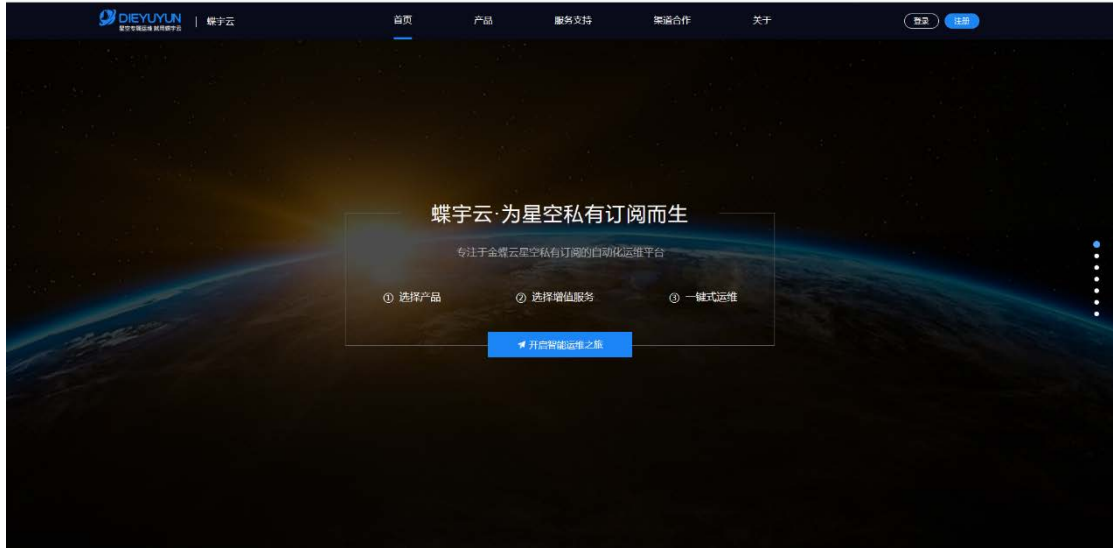 DIEYUYUN | 蝶宇云
星空专属运维 就用蝶宇云
首页 产品 服务支持 渠道合作 关于 登录 注册
蝶宇云·为星空私有订阅而生
专注于金蝶云星空私有订阅的自动化运维平台
① 选择产品 ② 选择增值服务 ③ 一键式运维
开启智能运维之旅